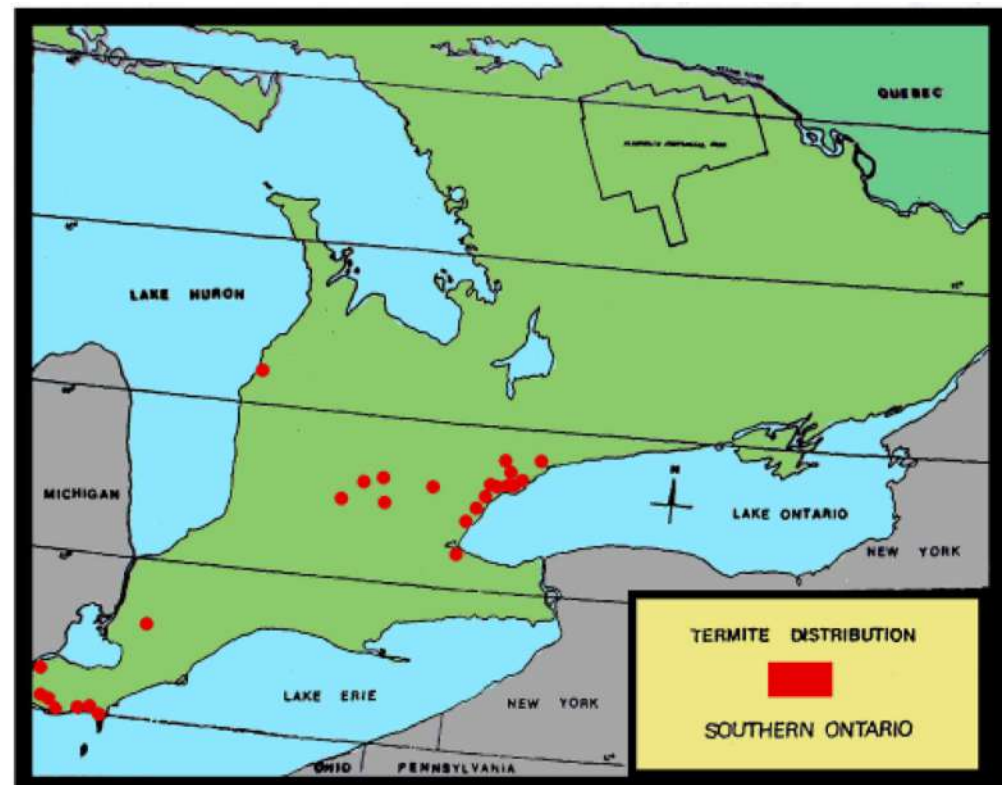 QUEBEC
LAKE HURON
MICHIGAN
LAKE ONTARIO
NEW YORK
LAKE ERIE
NEW YORK
OHIO PENNSYLVANIA
TERMITE DISTRIBUTION
SOUTHERN ONTARIO
N